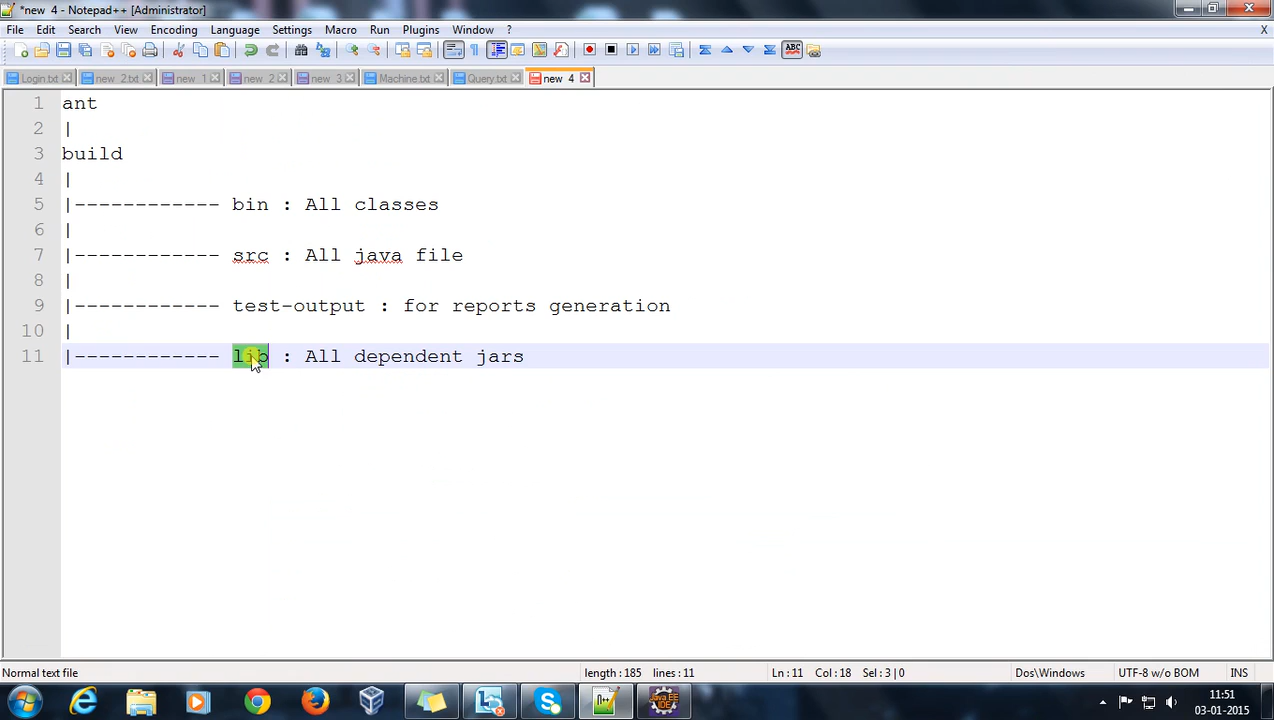 *new 4 - Notepad++ [Administrator]
File Edit Search View Encoding Language Settings Macro Run Plugins Window ? X
ABC
Login.txt new 2.txt new 1 new 2 new 3 Machine.txt Query.txt new 4
1 ant
2 |
3 build
4 |
5 |------------ bin : All classes
6 |
7 |------------ src : All java file
8 |
9 |------------ test-output : for reports generation
10 |
11 |------------ lib : All dependent jars
Normal text file length : 185 lines : 11 Ln : 11 Col : 18 Sel : 3 | 0 Dos\Windows UTF-8 w/o BOM INS
Java EE IDE
11:51
03-01-2015